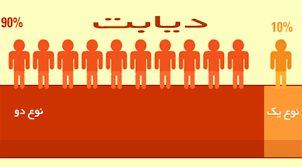 دیابت
90%
10%
نوع دو
نوع یک